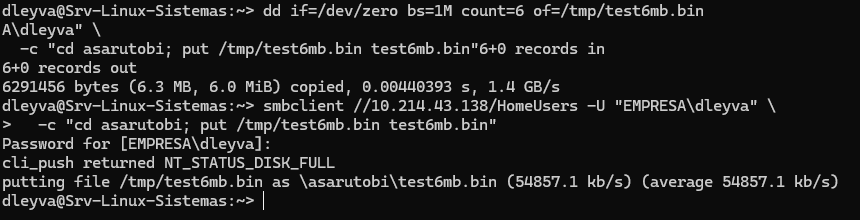 dleyva@Srv-Linux-Sistemas:~> dd if=/dev/zero bs=1M count=6 of=/tmp/test6mb.bin
A\dleyva" \
  -c "cd asarutobi; put /tmp/test6mb.bin test6mb.bin"6+0 records in
6+0 records out
6291456 bytes (6.3 MB, 6.0 MiB) copied, 0.00440393 s, 1.4 GB/s
dleyva@Srv-Linux-Sistemas:~> smbclient //10.214.43.138/HomeUsers -U "EMPRESA\dleyva" \
>   -c "cd asarutobi; put /tmp/test6mb.bin test6mb.bin"
Password for [EMPRESA\dleyva]:
cli_push returned NT_STATUS_DISK_FULL
putting file /tmp/test6mb.bin as \asarutobi\test6mb.bin (54857.1 kb/s) (average 54857.1 kb/s)
dleyva@Srv-Linux-Sistemas:~>